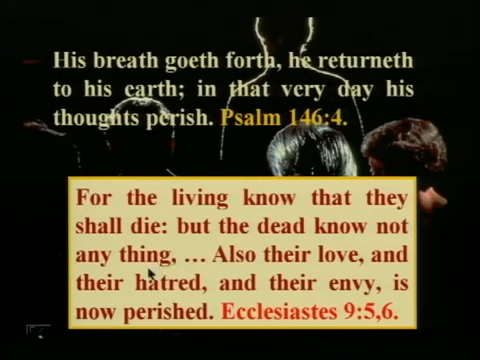 His breath goeth forth, he returneth
to his earth; in that very day his
thoughts perish. Psalm 146:4.
For the living know that they
shall die: but the dead know not
any thing, … Also their love, and
their hatred, and their envy, is
now perished. Ecclesiastes 9:5,6.